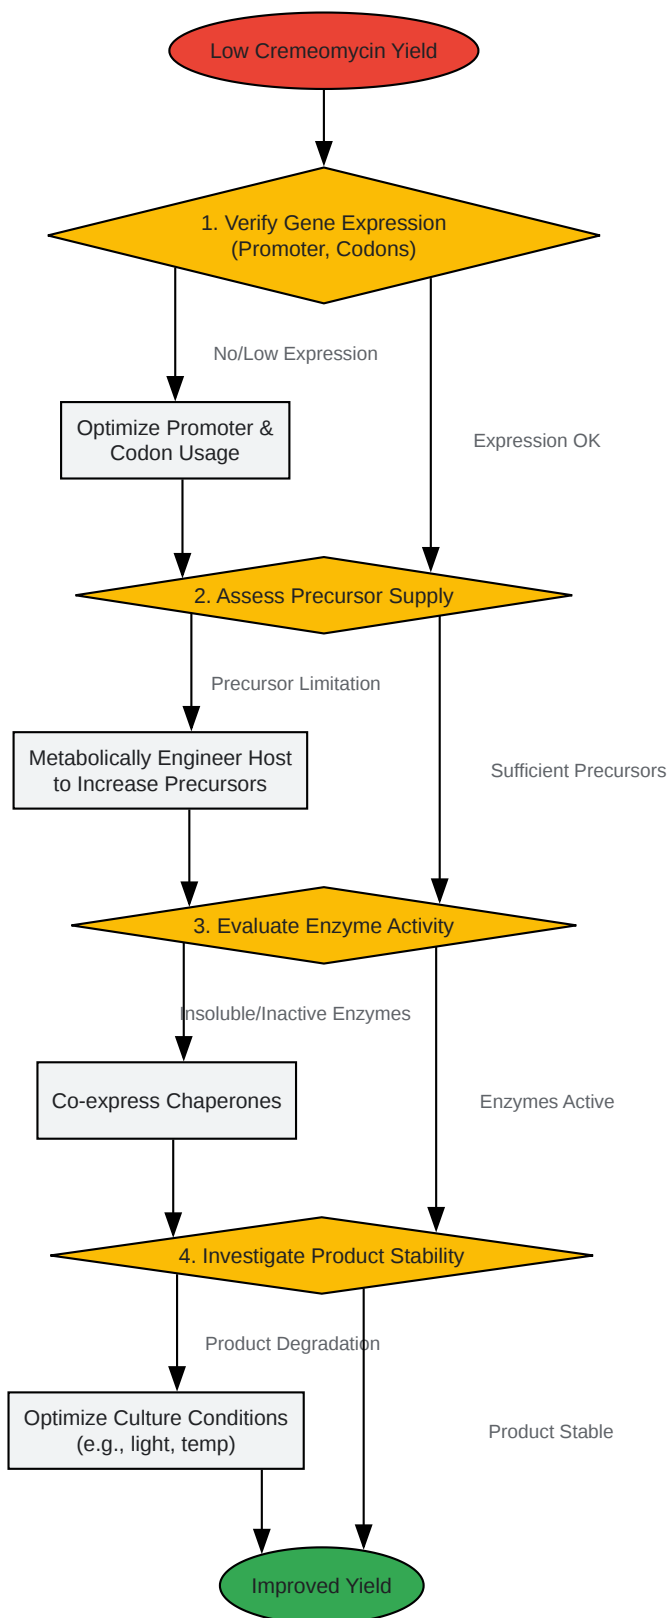 Low Cremeomycin Yield
1. Verify Gene Expression
(Promoter, Codons)
No/Low Expression
Optimize Promoter &
Codon Usage
Expression OK
2. Assess Precursor Supply
Precursor Limitation
Metabolically Engineer Host
to Increase Precursors
Sufficient Precursors
3. Evaluate Enzyme Activity
Insoluble/Inactive Enzymes
Co-express Chaperones
Enzymes Active
4. Investigate Product Stability
Product Degradation
Optimize Culture Conditions
(e.g., light, temp)
Product Stable
Improved Yield